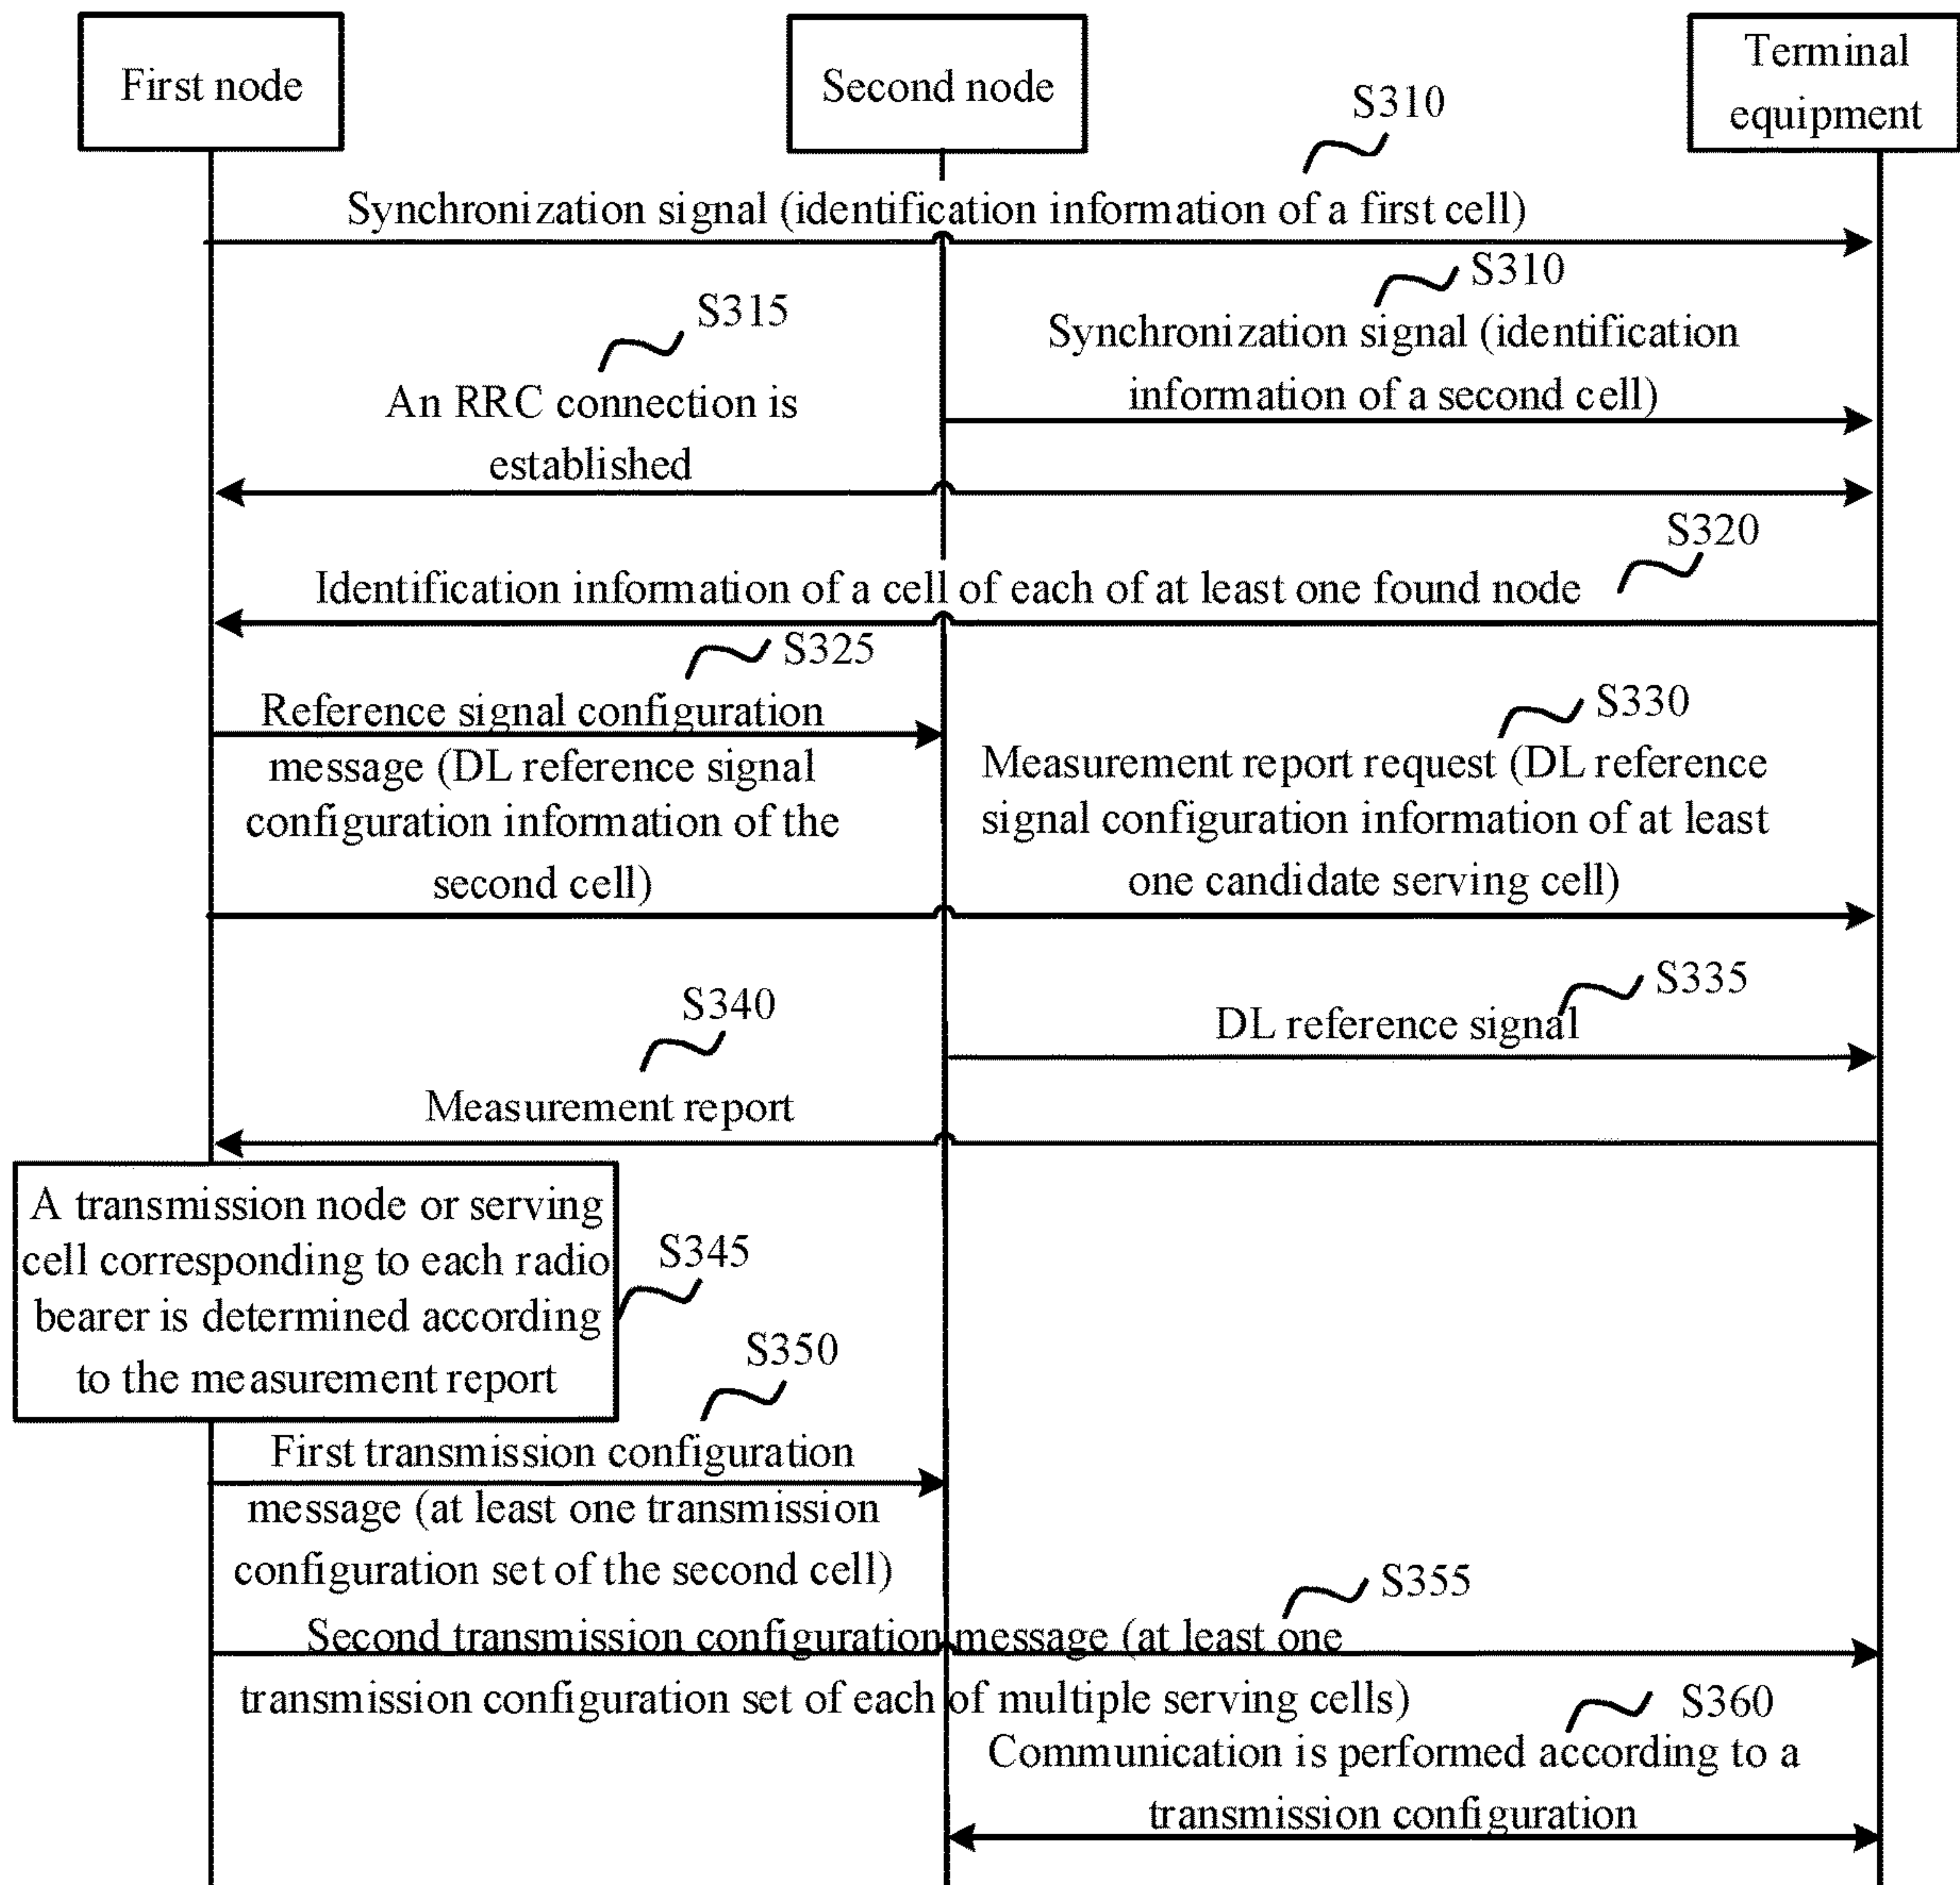 First node
Second node
Terminal
equipment
S310
Synchronization signal (identification information of a first cell)
S310
Synchronization signal (identification
information of a second cell)
S315
An RRC connection is
established
S320
Identification information of a cell of each of at least one found node
S325
Reference signal configuration
message (DL reference signal
configuration information of the
second cell)
S330
Measurement report request (DL reference
signal configuration information of at least
one candidate serving cell)
S335
DL reference signal
S340
Measurement report
A transmission node or serving
cell corresponding to each radio
bearer is determined according
to the measurement report
S345
S350
First transmission configuration
message (at least one transmission
configuration set of the second cell)
S355
Second transmission configuration message (at least one
transmission configuration set of each of multiple serving cells)
S360
Communication is performed according to a
transmission configuration